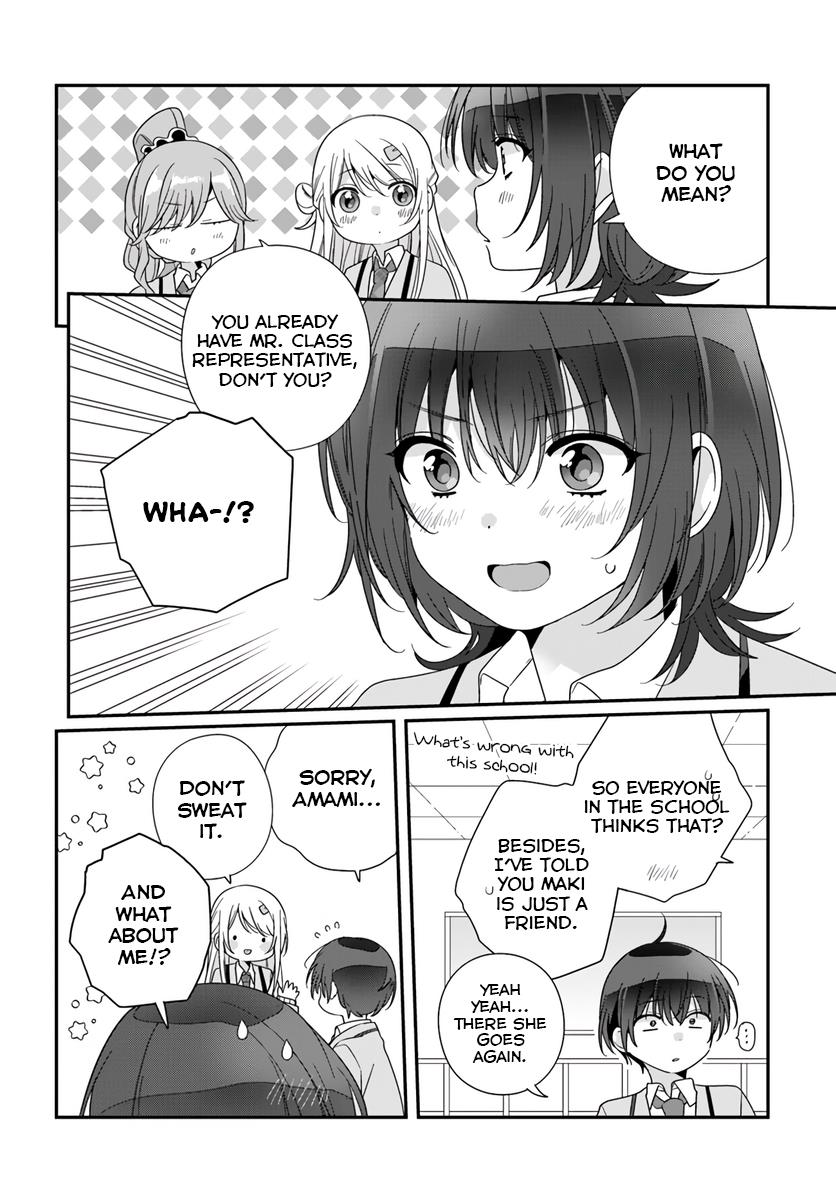 WHAT
DO YOU
MEAN?
YOU ALREADY
HAVE MR. CLASS
REPRESENTATIVE,
DON'T YOU?
WHA-!?
SO EVERYONE
IN THE SCHOOL
THINKS THAT?
What's wrong with
this school!
BESIDES,
I'VE TOLD
YOU MAKI
IS JUST A
FRIEND.
YEAH
YEAH...
THERE SHE
GOES
AGAIN.
...
SORRY,
AMAMI...
DON'T
SWEAT
IT.
AND
WHAT
ABOUT
ME!?